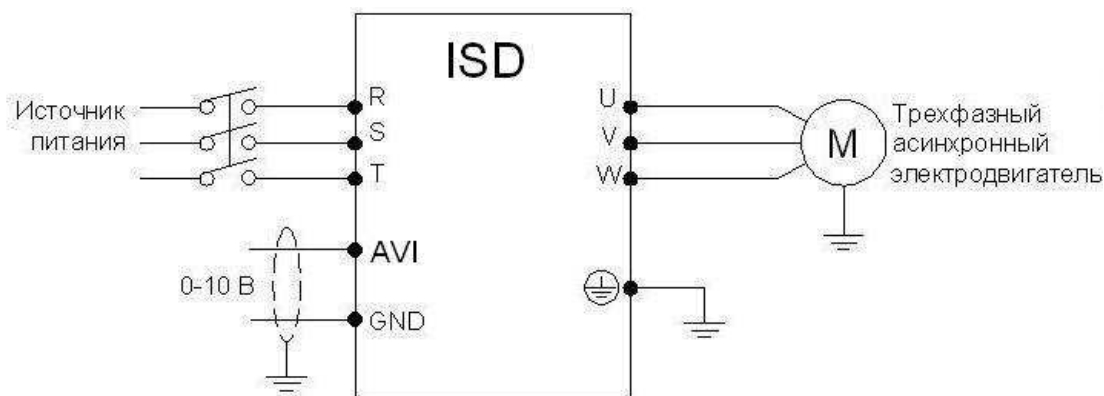 ISD
Источник
питания
R
S
T
AVI
0-10 В
GND
U
V
W
M
Трехфазный
асинхронный
электродвигатель